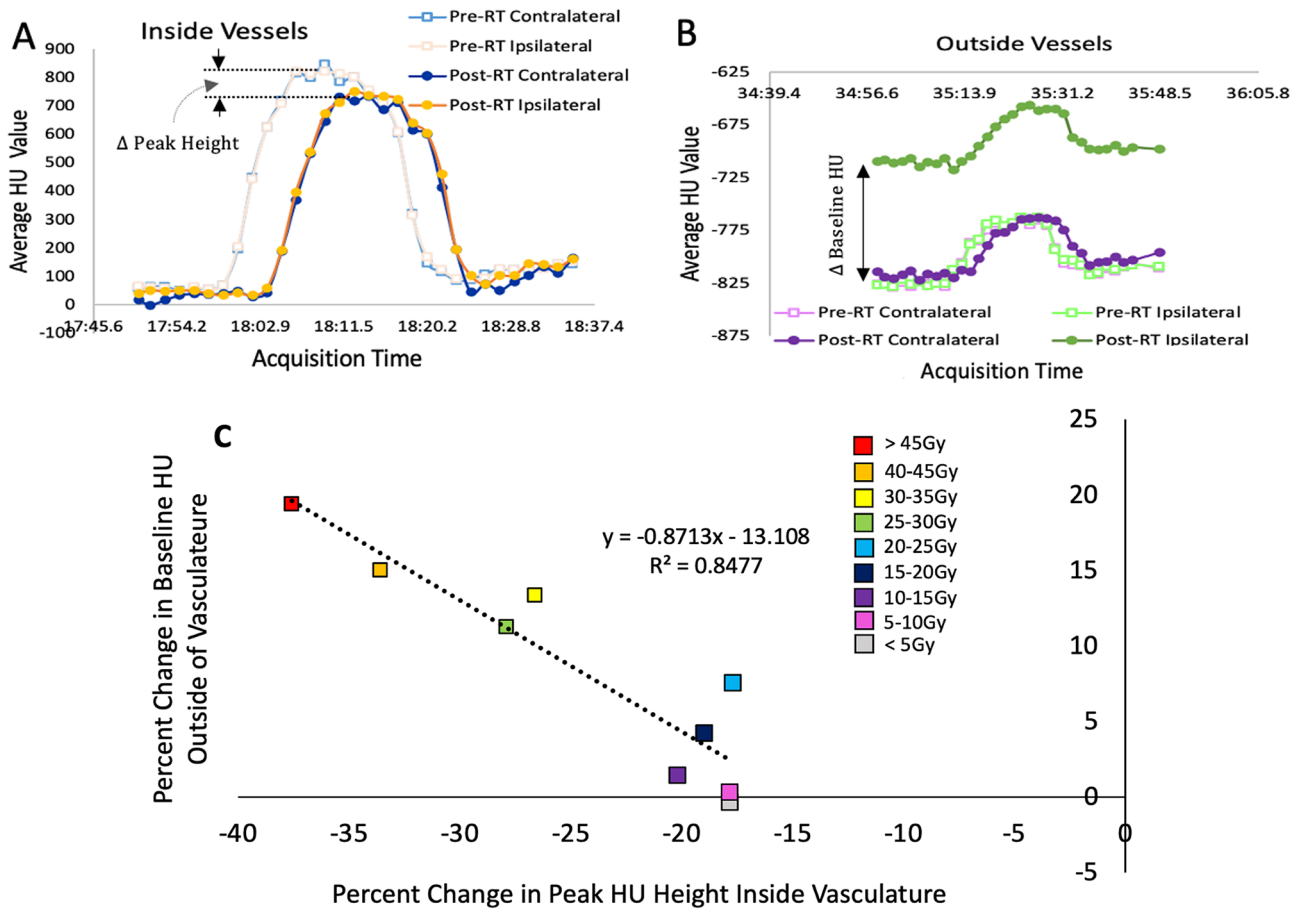 A
Inside Vessels
Pre-RT Contralateral
Pre-RT Ipsilateral
Post-RT Contralateral
Post-RT Ipsilateral
Δ Peak Height
Average HU Value
900
800
700
600
500
400
300
200
100
0
-100
17:45.6 17:54.2 18:02.9 18:11.5 18:20.2 18:28.8 18:37.4
Acquisition Time
B
Outside Vessels
-625
34:39.4 34:56.6 35:13.9 35:31.2 35:48.5 36:05.8
-675
-725
-775
-825
-875
Average HU Value
Δ Baseline HU
Pre-RT Contralateral Pre-RT Ipsilateral
Post-RT Contralateral Post-RT Ipsilateral
Acquisition Time
C
Percent Change in Baseline HU
Outside of Vasculateure
y = -0.8713x - 13.108
R² = 0.8477
> 45Gy
40-45Gy
30-35Gy
25-30Gy
20-25Gy
15-20Gy
10-15Gy
5-10Gy
< 5Gy
25
20
15
10
5
0
-5
-40 -35 -30 -25 -20 -15 -10 -5 0
Percent Change in Peak HU Height Inside Vasculature